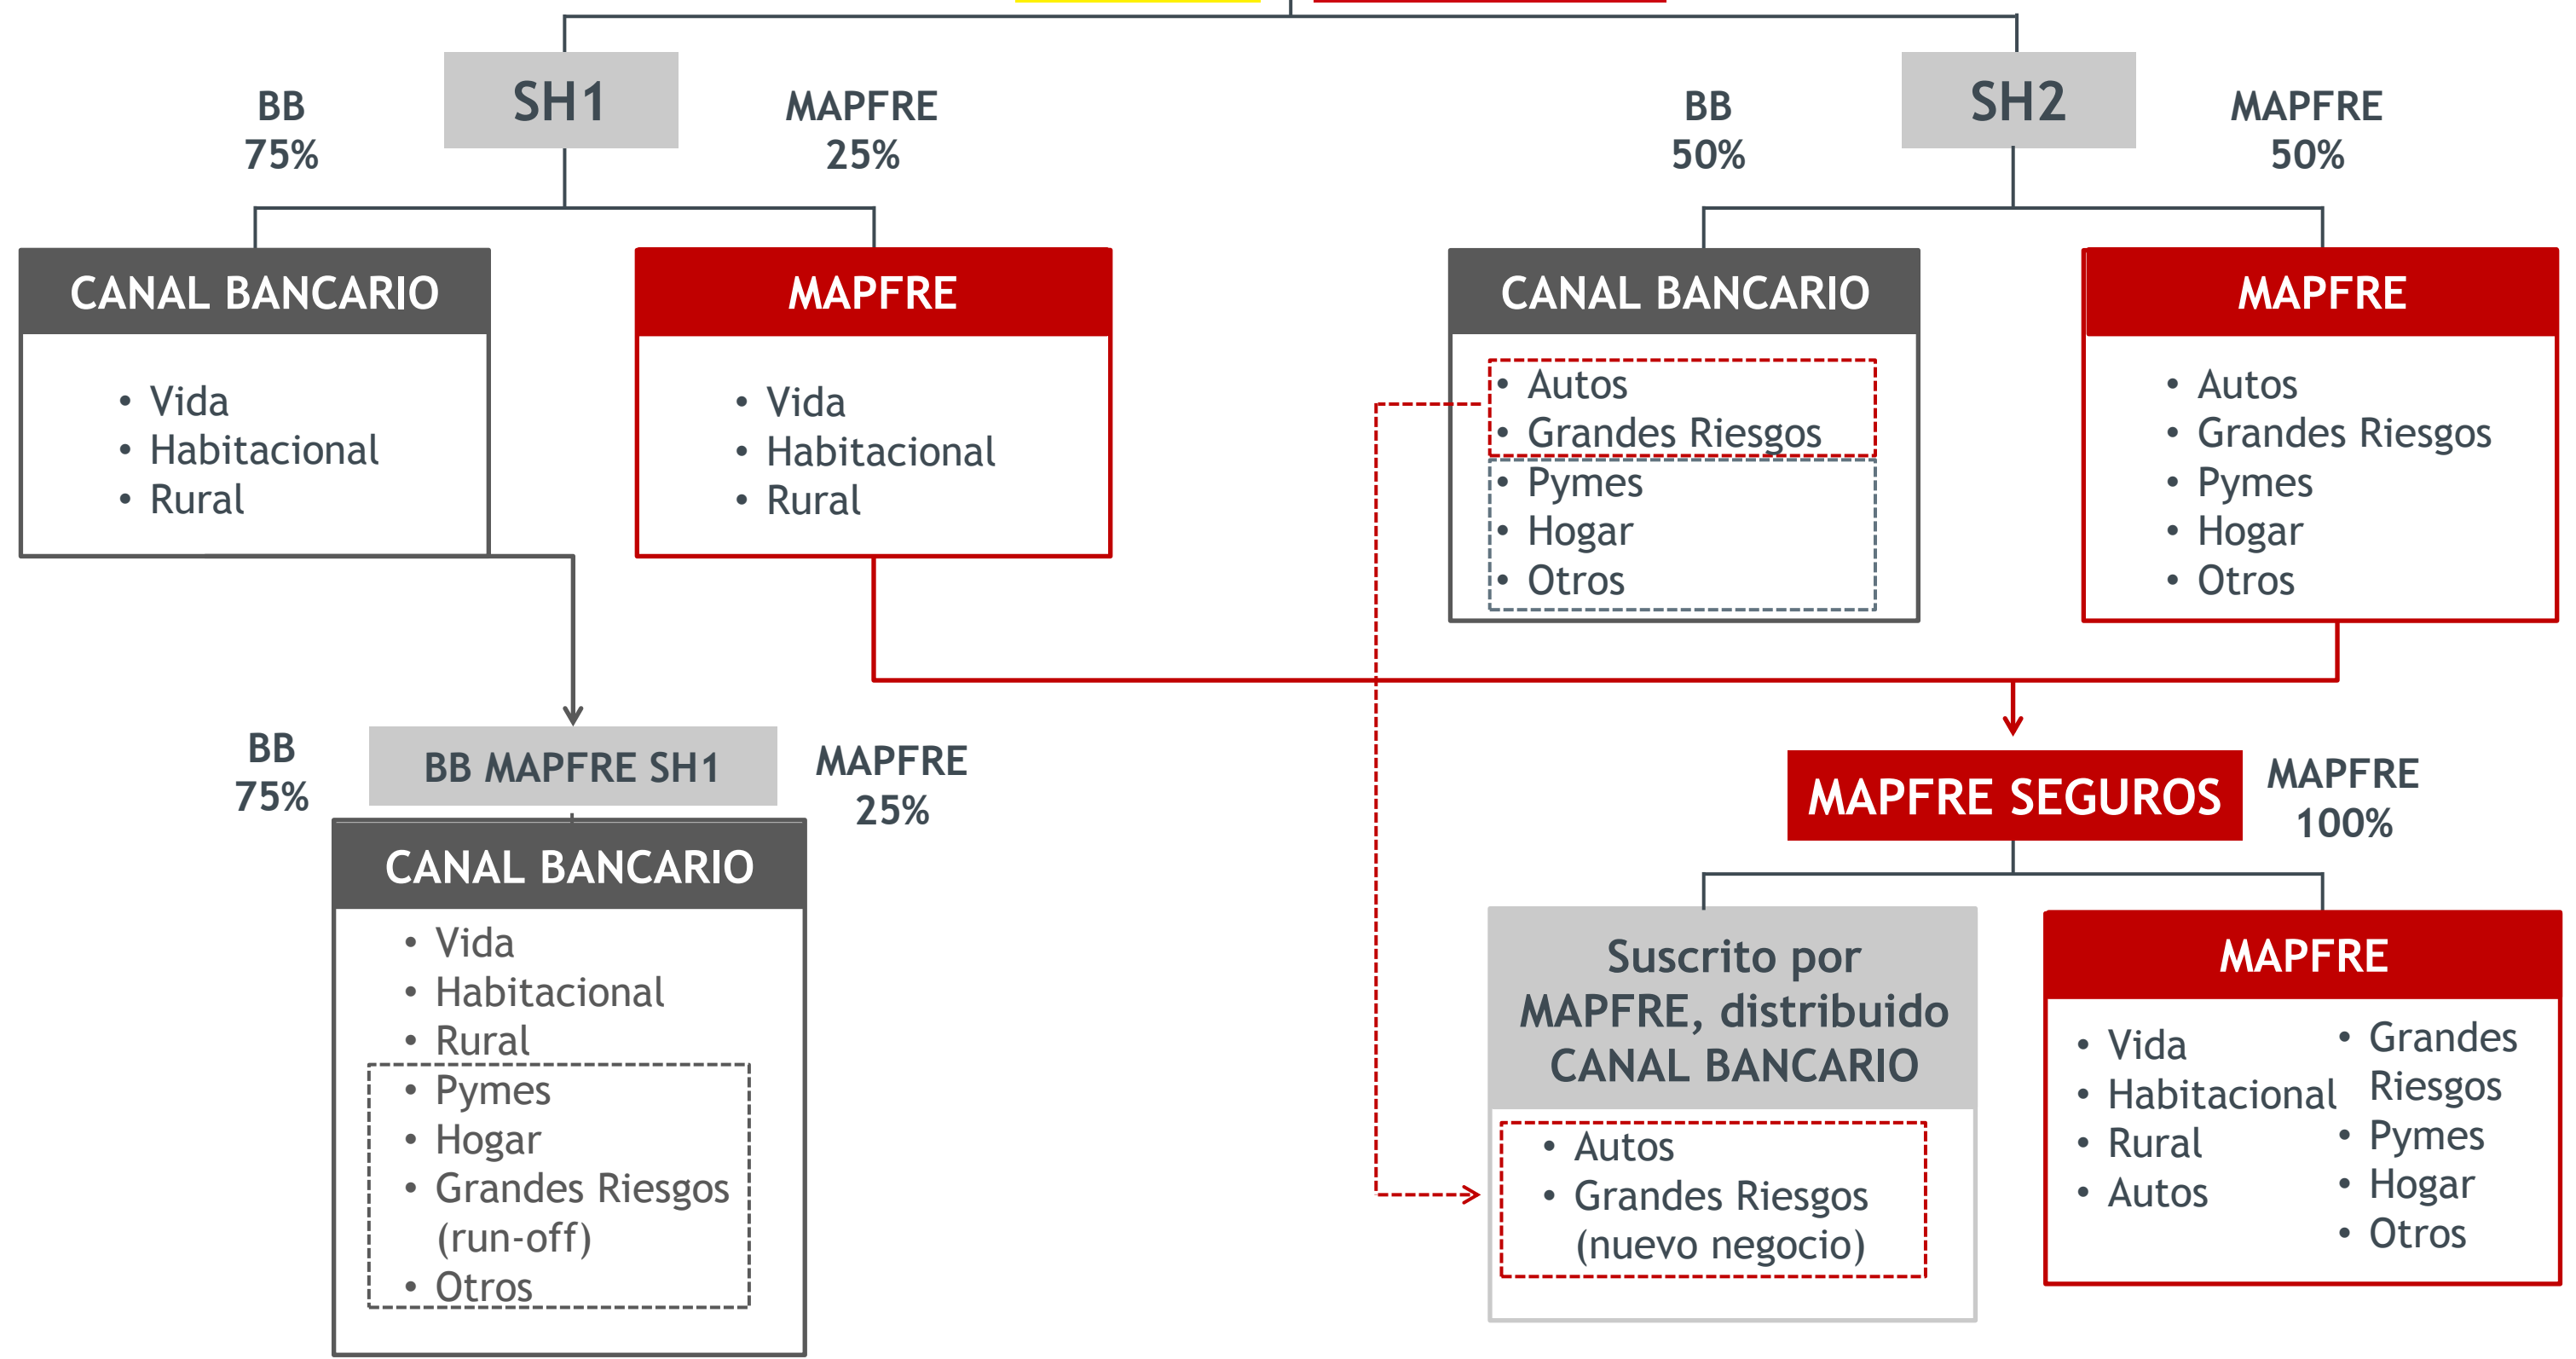 SH1
SH2
BB
75%
MAPFRE
25%
BB
50%
MAPFRE
50%
CANAL BANCARIO
• Vida
• Habitacional
• Rural
MAPFRE
• Vida
• Habitacional
• Rural
CANAL BANCARIO
• Autos
• Grandes Riesgos
• Pymes
• Hogar
• Otros
MAPFRE
• Autos
• Grandes Riesgos
• Pymes
• Hogar
• Otros
BB
75%
BB MAPFRE SH1
MAPFRE
25%
CANAL BANCARIO
• Vida
• Habitacional
• Rural
• Pymes
• Hogar
• Grandes Riesgos
(run-off)
• Otros
MAPFRE SEGUROS
MAPFRE
100%
Suscrito por
MAPFRE, distribuido
CANAL BANCARIO
• Autos
• Grandes Riesgos
(nuevo negocio)
MAPFRE
• Vida
• Habitacional
• Rural
• Autos
• Grandes
Riesgos
• Pymes
• Hogar
• Otros